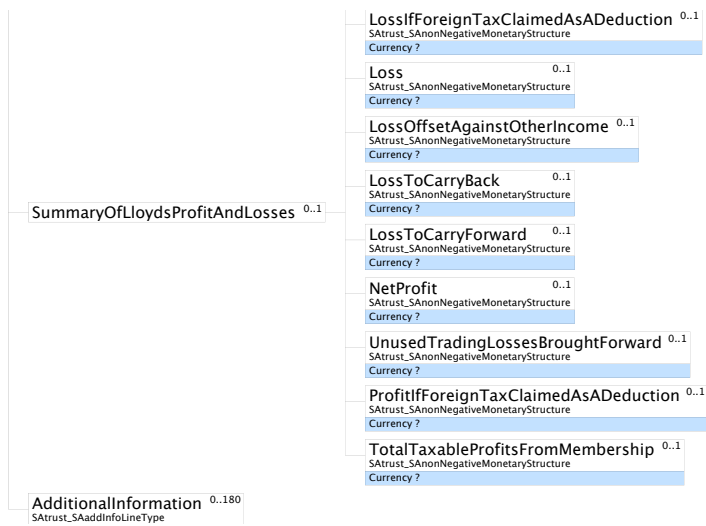 LossIfForeignTaxClaimedAsADeduction 0..1
SAtrust_SAnonNegativeMonetaryStructure
Currency ?
Loss 0..1
SAtrust_SAnonNegativeMonetaryStructure
Currency ?
LossOffsetAgainstOtherIncome 0..1
SAtrust_SAnonNegativeMonetaryStructure
Currency ?
LossToCarryBack 0..1
SAtrust_SAnonNegativeMonetaryStructure
Currency ?
SummaryOfLloydsProfitAndLosses 0..1
LossToCarryForward 0..1
SAtrust_SAnonNegativeMonetaryStructure
Currency ?
NetProfit 0..1
SAtrust_SAnonNegativeMonetaryStructure
Currency ?
UnusedTradingLossesBroughtForward 0..1
SAtrust_SAnonNegativeMonetaryStructure
Currency ?
ProfitIfForeignTaxClaimedAsADeduction 0..1
SAtrust_SAnonNegativeMonetaryStructure
Currency ?
TotalTaxableProfitsFromMembership 0..1
SAtrust_SAnonNegativeMonetaryStructure
Currency ?
AdditionalInformation 0..180
SAtrust_SAaddInfoLineType